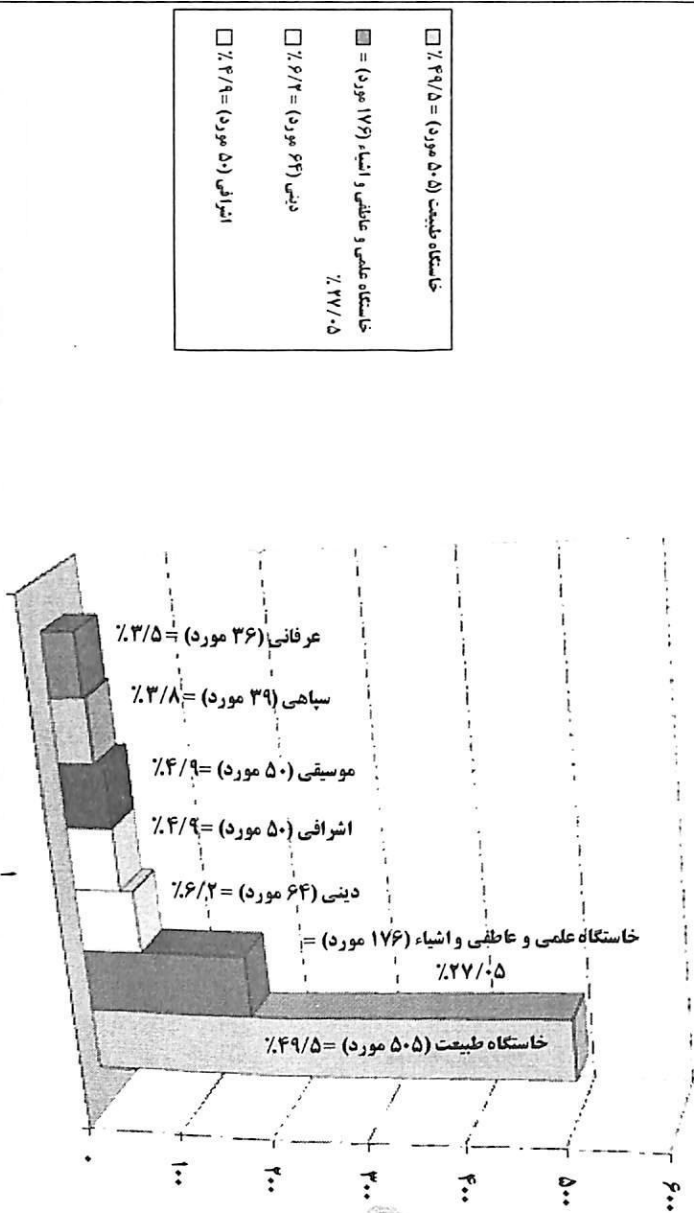 خاستگاه طبیعت (۵۰۵ مورد) = ۴۹/۵٪
خاستگاه علمی و عاطفی و اشیاء (۱۷۶ مورد) =
۲۷/۰۵٪
دینی (۶۴ مورد) = ۶/۲٪
اشرافی (۵۰ مورد) = ۴/۹٪
عرفانی (۳۶ مورد) = ۳/۵٪
سپاهی (۳۹ مورد) = ۳/۸٪
موسیقی (۵۰ مورد) = ۴/۹٪
اشرافی (۵۰ مورد) = ۴/۹٪
دینی (۶۴ مورد) = ۶/۲٪
خاستگاه علمی و عاطفی و اشیاء (۱۷۶ مورد) =
۲۷/۰۵٪
خاستگاه طبیعت (۵۰۵ مورد) = ۴۹/۵٪
۱
۰
۱۰۰
۲۰۰
۳۰۰
۴۰۰
۵۰۰
۶۰۰